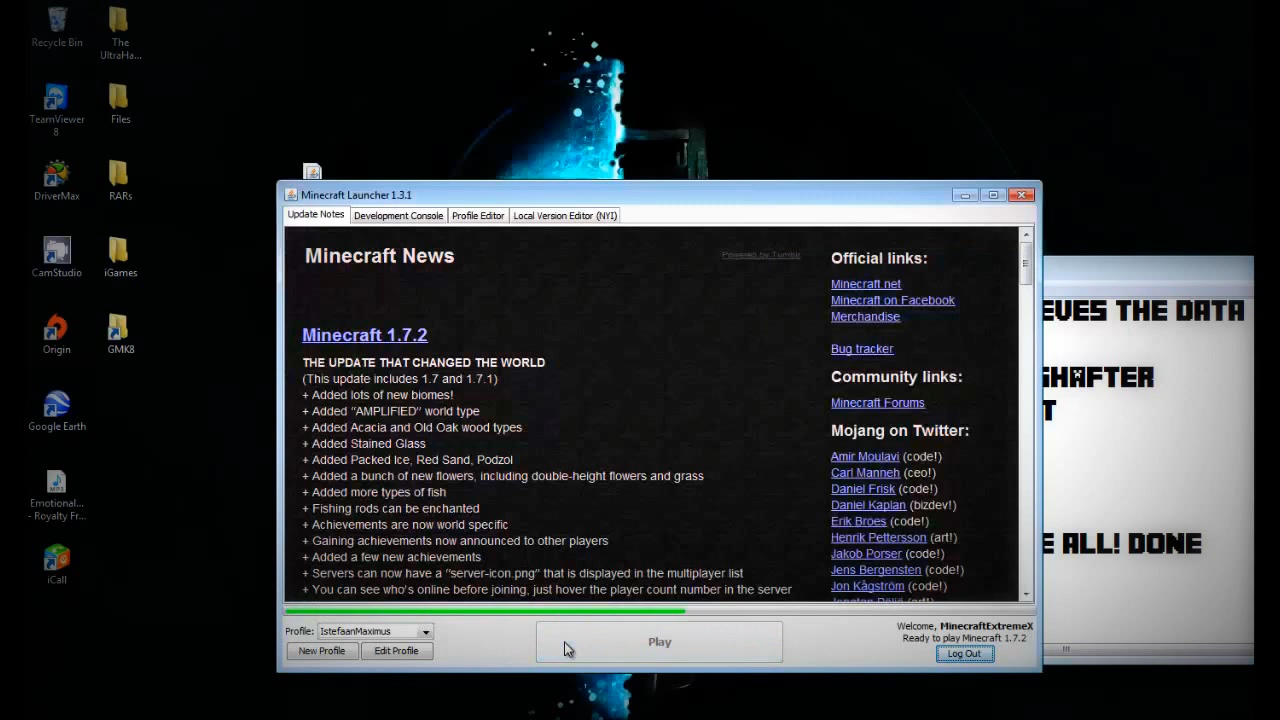 Recycle Bin
The
UltraHa...
TeamViewer
8
Files
DriverMax
RARs
CamStudio
iGames
Origin
GMK8
Google Earth
Emotional...
- Royalty Fr...
iCall
Minecraft Launcher 1.3.1
Update Notes
Development Console
Profile Editor
Local Version Editor (NYI)
Minecraft News
Powered by Tumblr
Minecraft 1.7.2
THE UPDATE THAT CHANGED THE WORLD
(This update includes 1.7 and 1.7.1)
+ Added lots of new biomes!
+ Added "AMPLIFIED" world type
+ Added Acacia and Old Oak wood types
+ Added Stained Glass
+ Added Packed Ice, Red Sand, Podzol
+ Added a bunch of new flowers, including double-height flowers and grass
+ Added more types of fish
+ Fishing rods can be enchanted
+ Achievements are now world specific
+ Gaining achievements now announced to other players
+ Added a few new achievements
+ Servers can now have a "server-icon.png" that is displayed in the multiplayer list
+ You can see who's online before joining, just hover the player count number in the
Official links:
Minecraft.net
Minecraft on Facebook
Merchandise
Bug tracker
Community links:
Minecraft Forums
Mojang on Twitter:
Amir Moulavi (code!)
Carl Manneh (ceo!)
Daniel Frisk (code!)
Daniel Kaplan (bizdev!)
Erik Broes (code!)
Henrik Pettersson (art!)
Jakob Porser (code!)
Jens Bergensten (code!)
Jon Kågström (code!)
Profile:
IstefaanMaximus
New Profile
Edit Profile
Play
Welcome, MinecraftExtremeX
Ready to play Minecraft 1.7.2
Log Out
EVES THE DATA
SHAFTER
T
E ALL! DONE